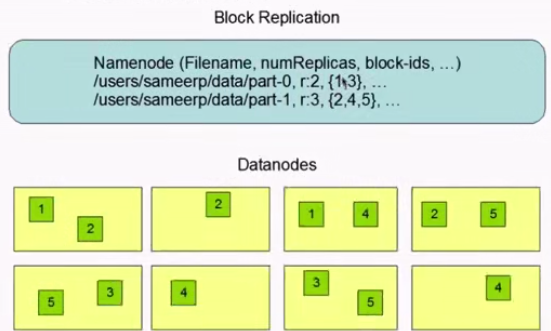 Block Replication
Namenode (Filename, numReplicas, block-ids, …)
/users/sameerp/data/part-0, r:2, {1,3}, …
/users/sameerp/data/part-1, r:3, {2,4,5}, …
Datanodes
1
2
2
1 4
2 5
5 3
4
3
5
4